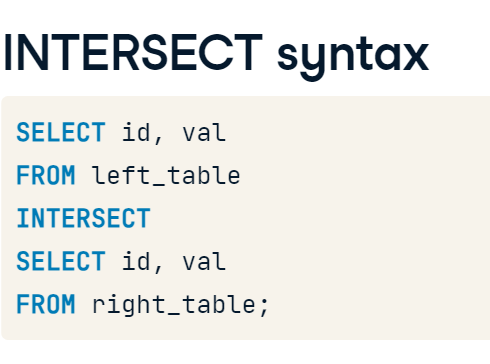 INTERSECT syntax
SELECT id, val
FROM left_table
INTERSECT
SELECT id, val
FROM right_table;